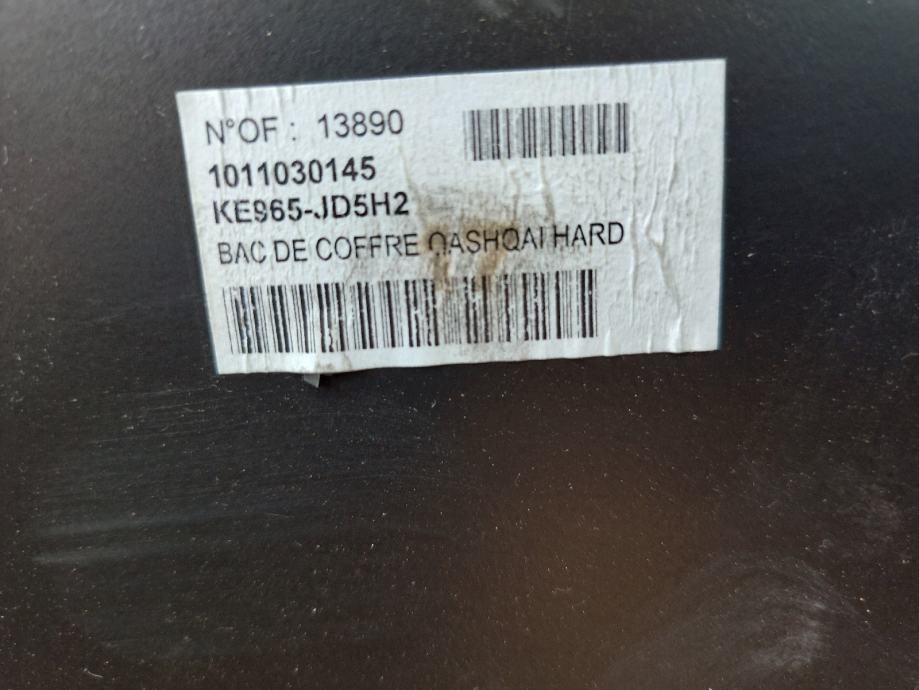 N°OF : 13890
1011030145
KE965-JD5H2
BAC DE COFFRE QASHQAI HARD